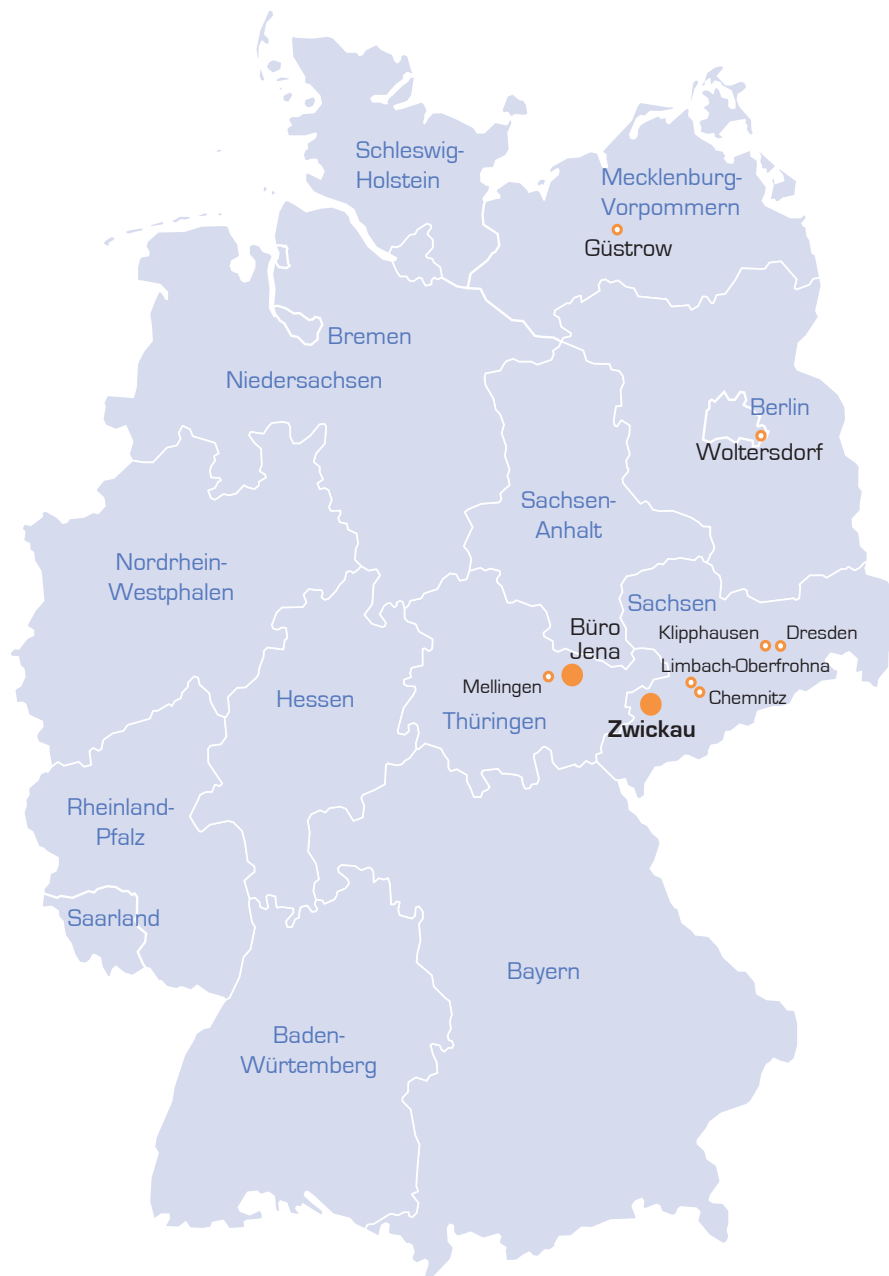 Schleswig-
Holstein
Mecklenburg-
Vorpommern
Güstrow
Bremen
Niedersachsen
Berlin
Woltersdorf
Sachsen-
Anhalt
Nordrhein-
Westphalen
Sachsen
Büro
Jena
Klipphausen
Dresden
Limbach-Oberfrohna
Mellingen
Chemnitz
Hessen
Thüringen
Zwickau
Rheinland-
Pfalz
Saarland
Bayern
Baden-
Würtemberg